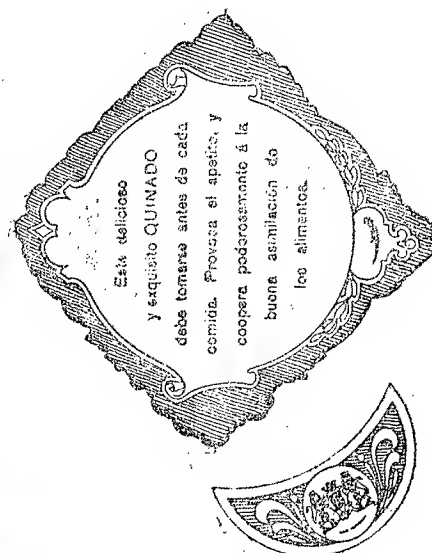 Este delicioso
y exquisito QUINADO
debe tomarse antes de cada
comida. Provoca el apetito, y
coopera poderosamente á la
buena asimilación de
los alimentos.